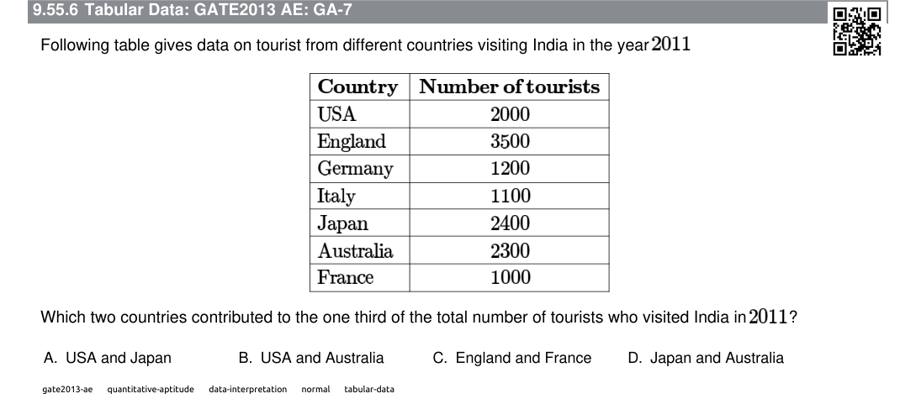 9.55.6 Tabular Data: GATE2013 AE: GA-7
Following table gives data on tourist from different countries visiting India in the year 2011
Country Number of tourists
USA 2000
England 3500
Germany 1200
Italy 1100
Japan 2400
Australia 2300
France 1000
Which two countries contributed to the one third of the total number of tourists who visited India in 2011?
A. USA and Japan B. USA and Australia C. England and France D. Japan and Australia
gate2013-ae quantitative-aptitude data-interpretation normal tabular-data